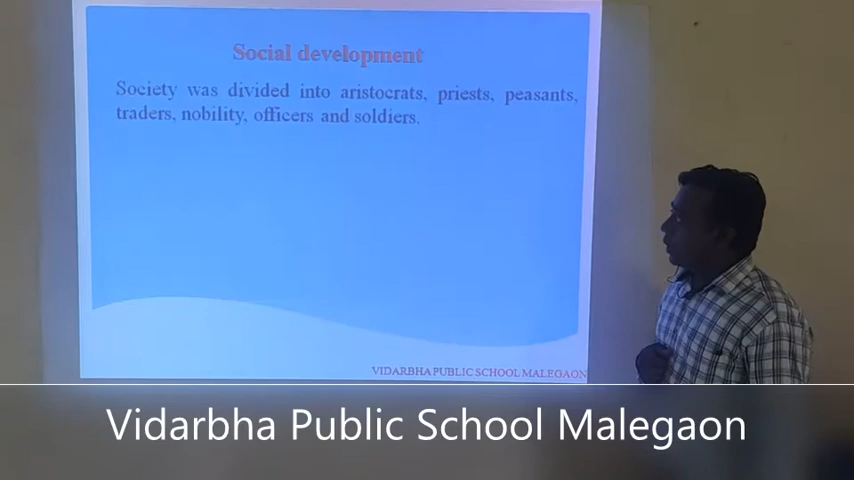 Social development
Society was divided into aristocrats, priests, peasants,
traders, nobility, officers and soldiers.
VIDARBHA PUBLIC SCHOOL MALEGAON
Vidarbha Public School Malegaon